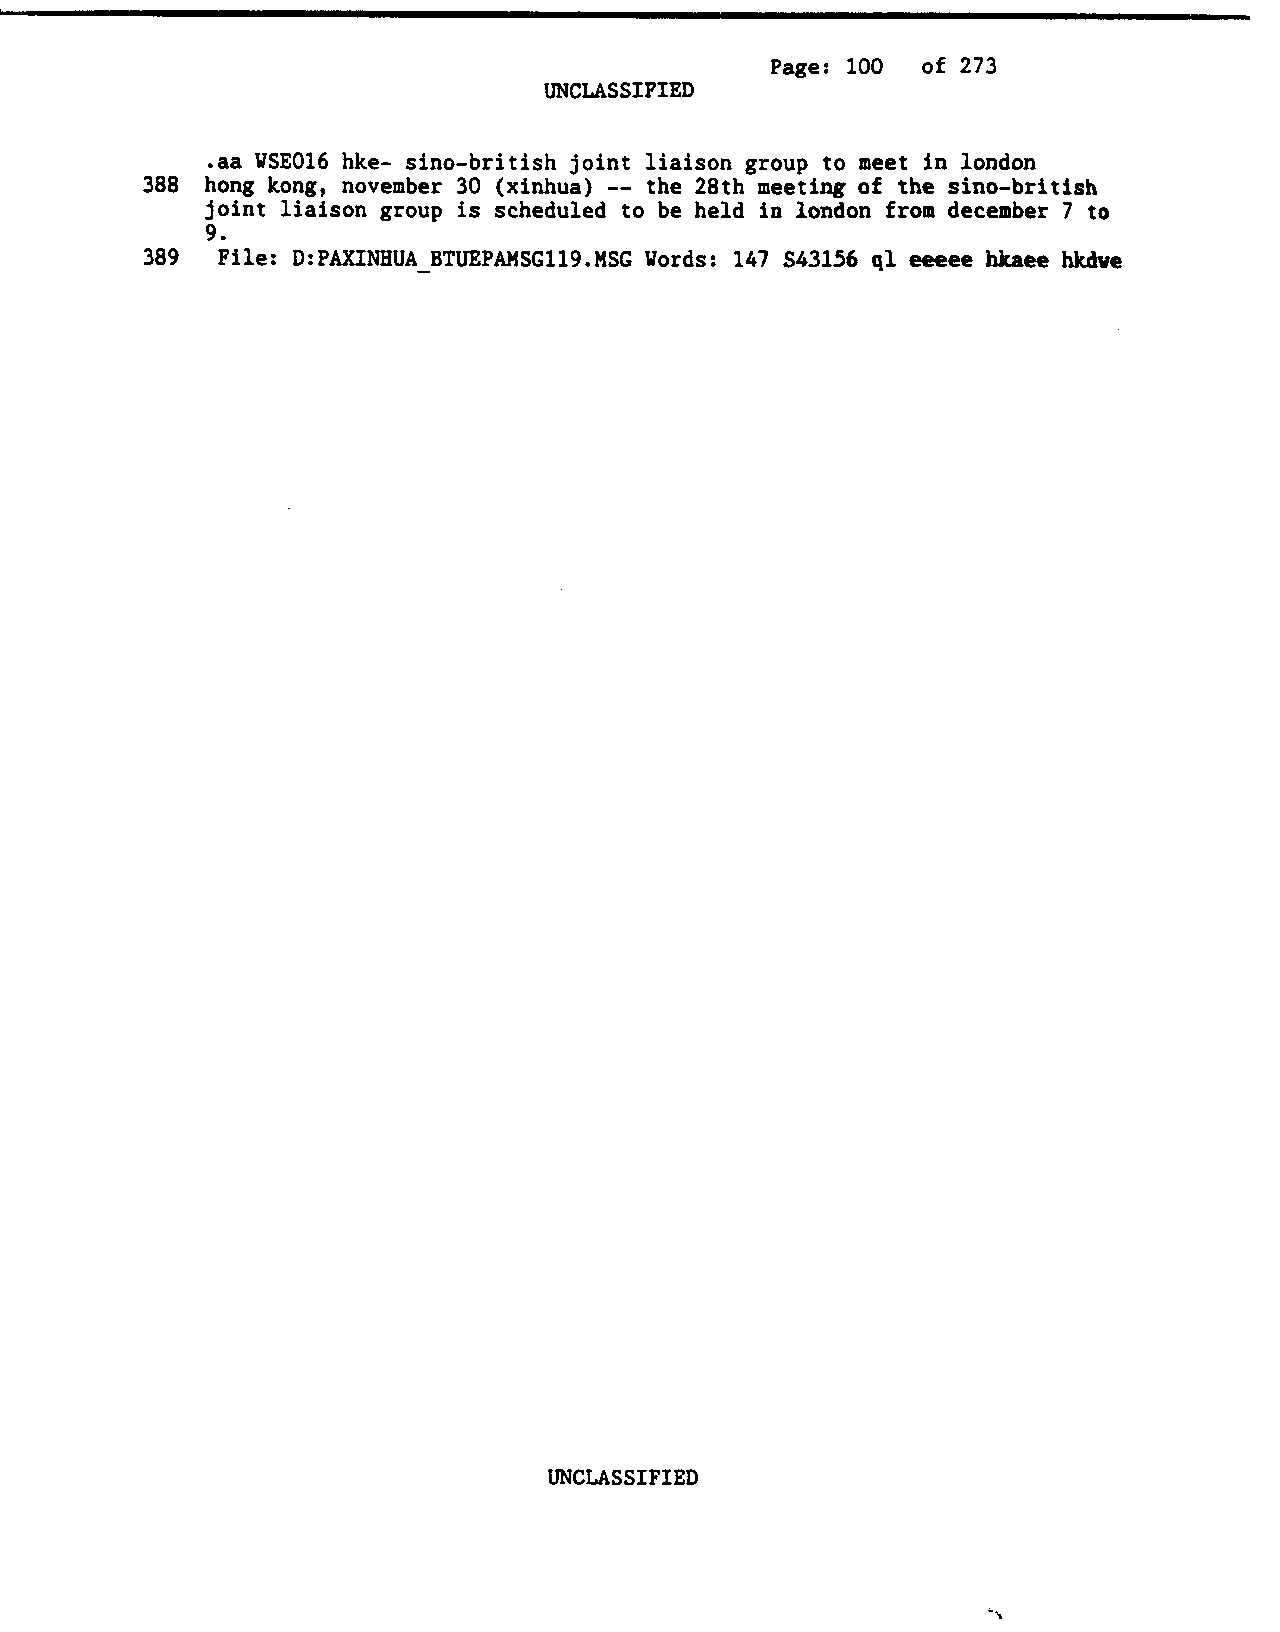 Page: 100 of 273
UNCLASSIFIED
.aa WSE016 hke- sino-british joint liaison group to meet in london
388 hong kong, november 30 (xinhua) -- the 28th meeting of the sino-british
joint liaison group is scheduled to be held in london from december 7 to
9.
389 File: D:PAXINHUA_BTUEPAMSG119.MSG Words: 147 S43156 ql eeeee hkaee hkdve
UNCLASSIFIED